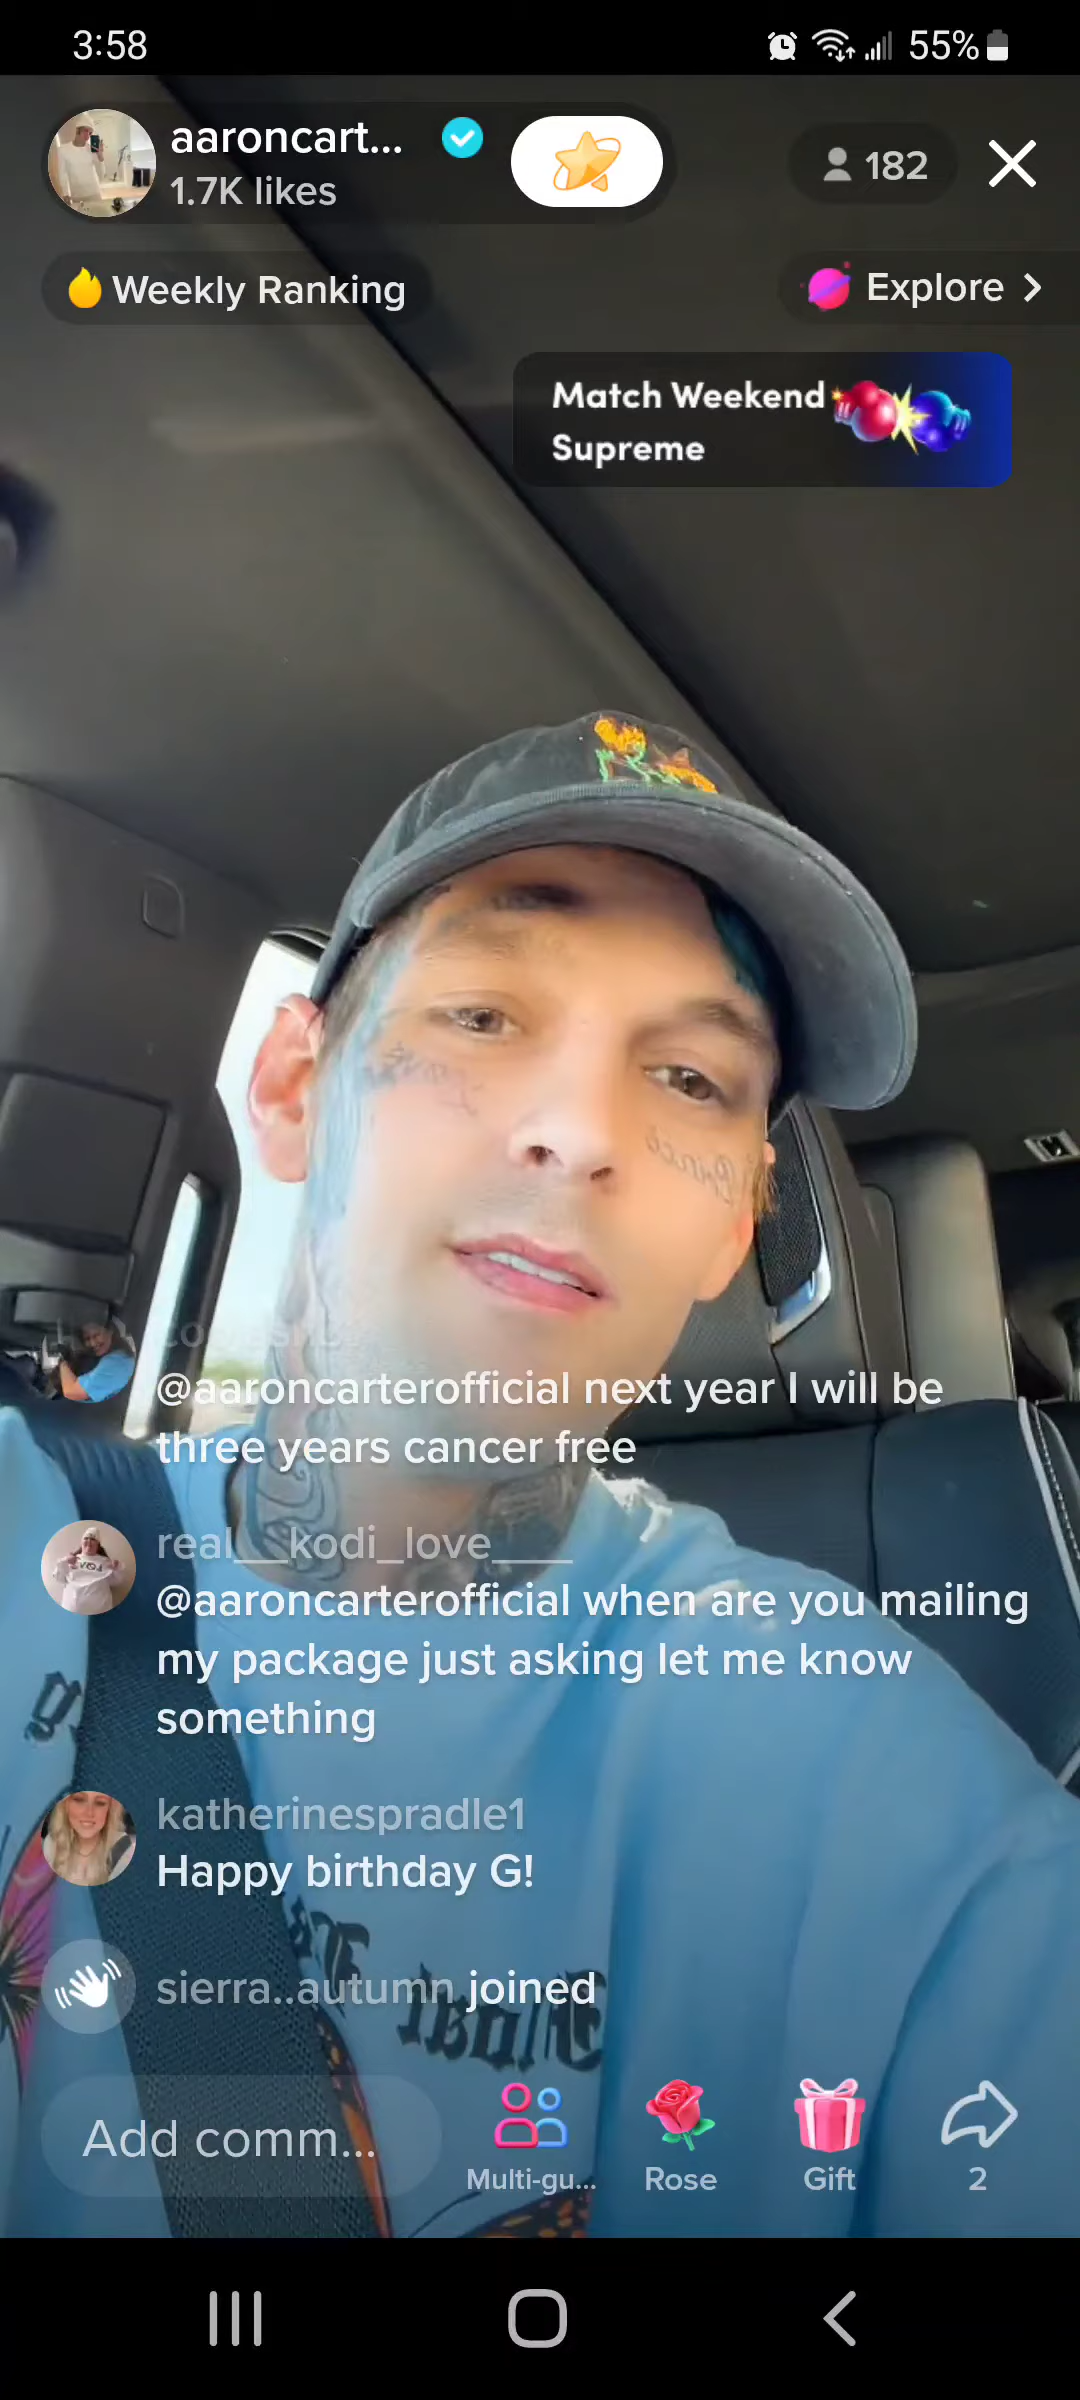 3:58
55%
aaroncart...
1.7K likes
182
Weekly Ranking
Explore
Match Weekend
Supreme
@aaroncarterofficial next year I will be
three years cancer free
real__kodi_love____
@aaroncarterofficial when are you mailing
my package just asking let me know
something
katherinespradle1
Happy birthday G!
sierra..autumn joined
Add comm...
Multi-gu...
Rose
Gift
2